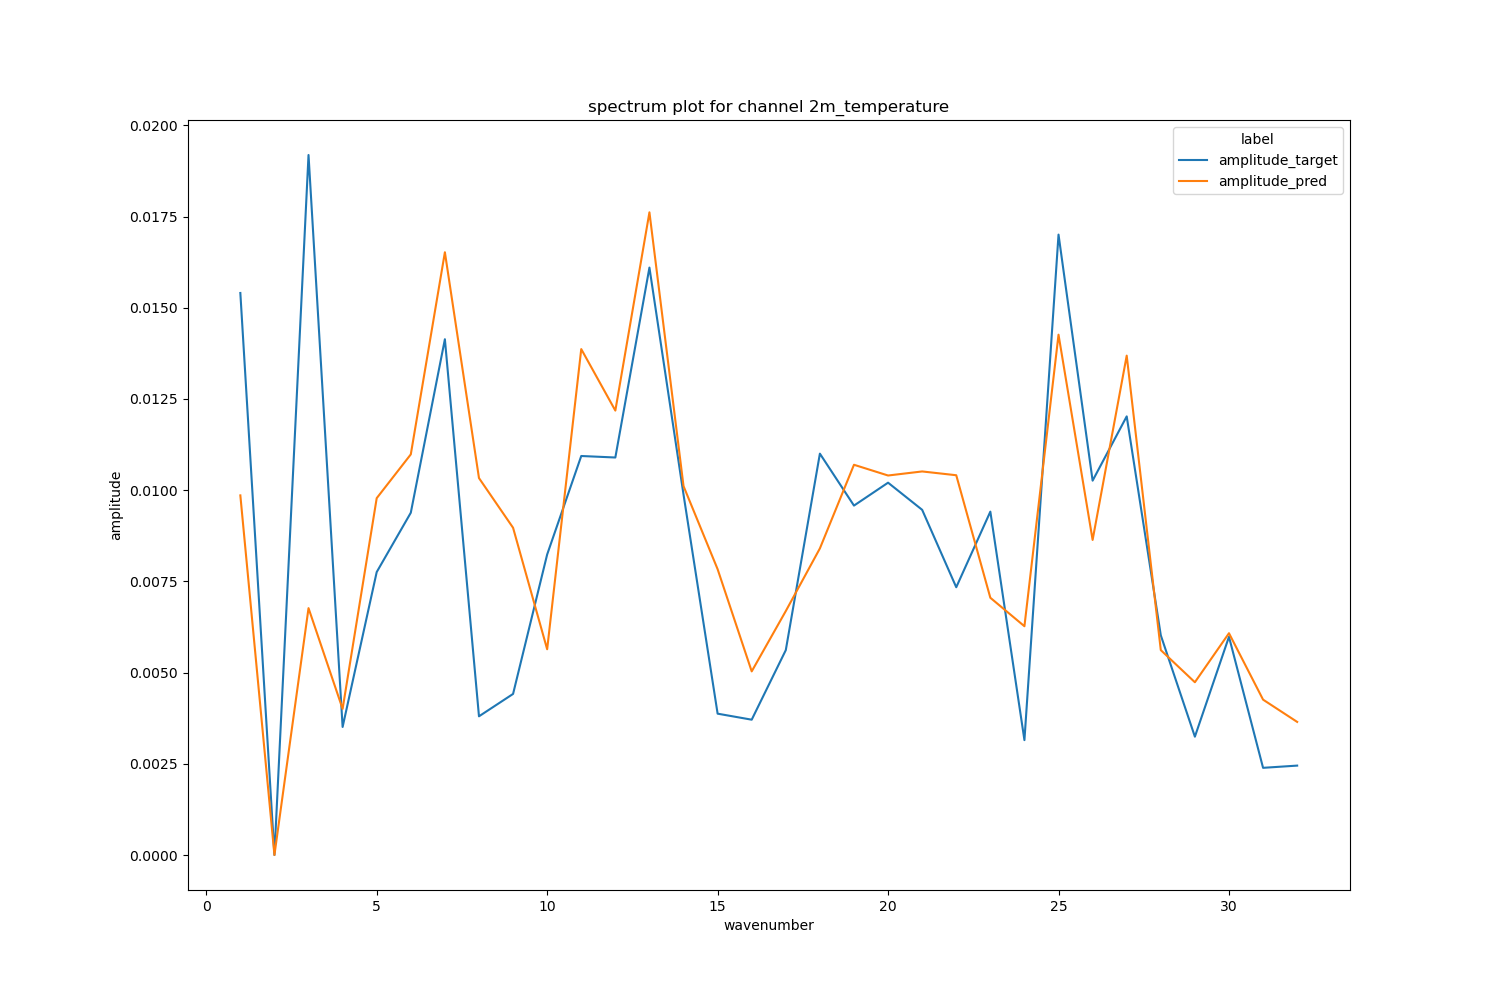 spectrum plot for channel 2m_temperature
label
amplitude_target
amplitude_pred
0.0200
0.0175
0.0150
0.0125
0.0100
0.0075
0.0050
0.0025
0.0000
amplitude
0 5 10 15 20 25 30
wavenumber